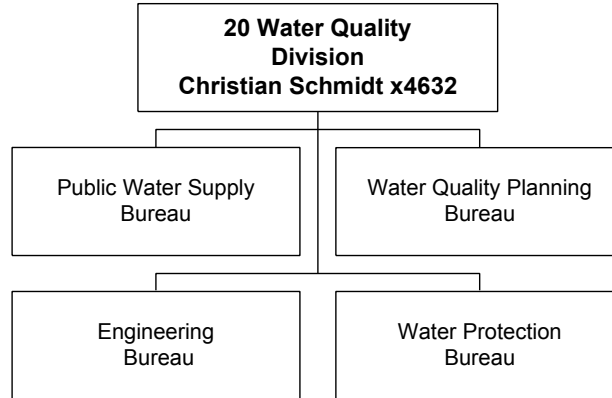 20 Water Quality
Division
Christian Schmidt x4632
Public Water Supply
Bureau
Water Quality Planning
Bureau
Engineering
Bureau
Water Protection
Bureau